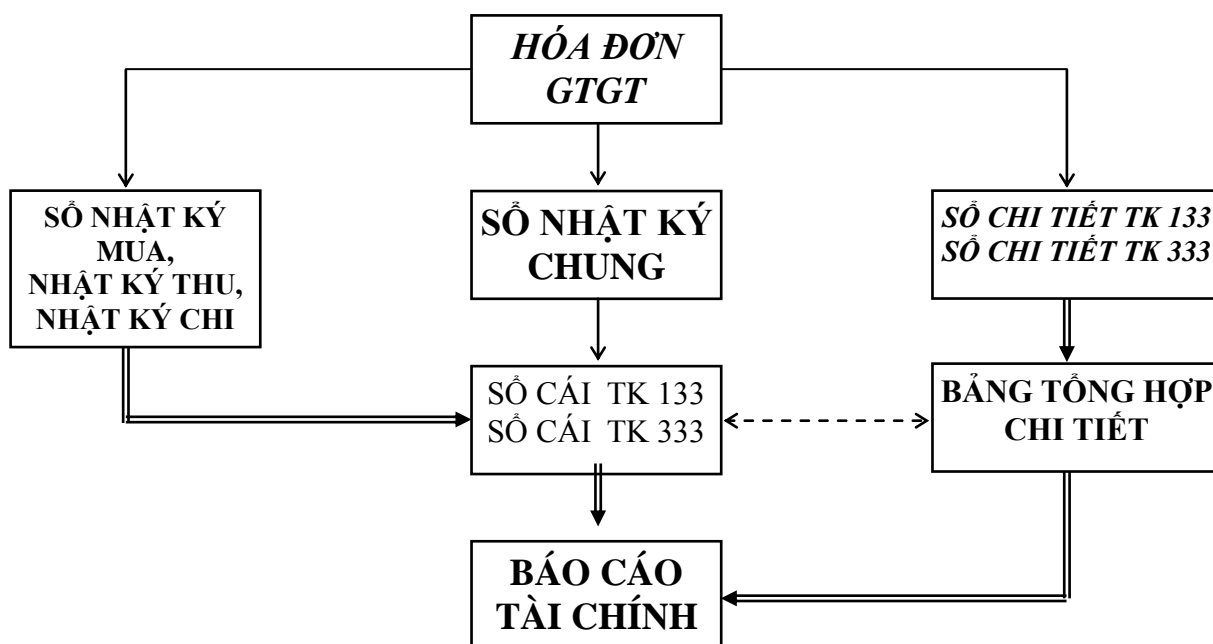 HÓA ĐƠN
GTGT
SỔ NHẬT KÝ
MUA,
NHẬT KÝ THU,
NHẬT KÝ CHI
SỔ NHẬT KÝ
CHUNG
SỔ CHI TIẾT TK 133
SỔ CHI TIẾT TK 333
SỔ CÁI TK 133
SỔ CÁI TK 333
BẢNG TỔNG HỢP
CHI TIẾT
BÁO CÁO
TÀI CHÍNH